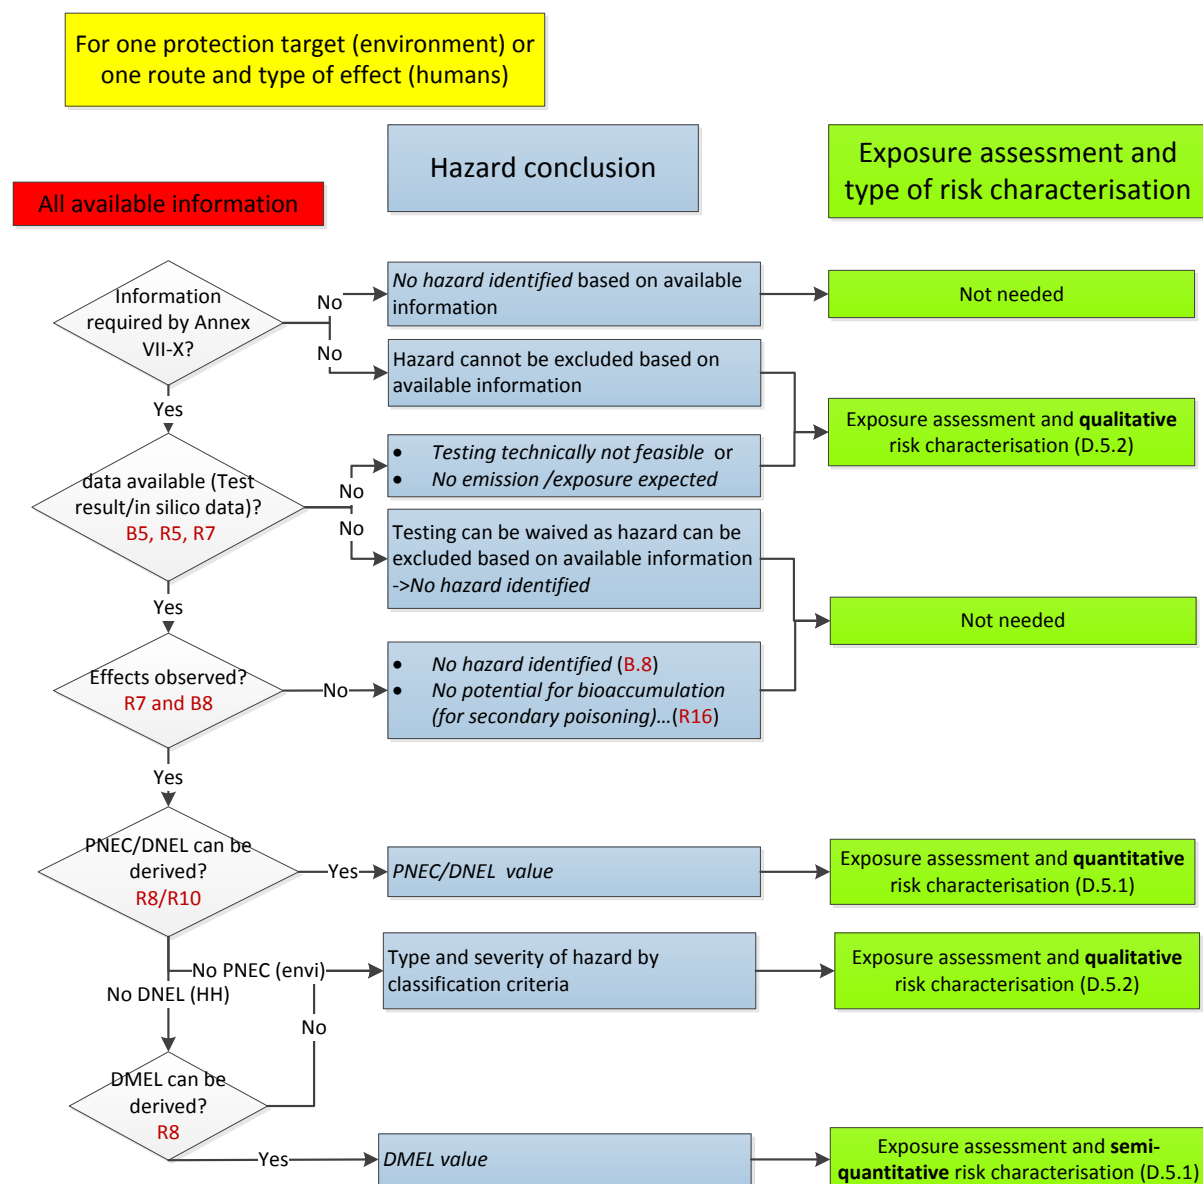 For one protection target (environment) or
one route and type of effect (humans)
Hazard conclusion
Exposure assessment and
type of risk characterisation
All available information
Information
required by Annex
VII-X?
No
No hazard identified based on available
information
Not needed
No
Hazard cannot be excluded based on
available information
Yes
Exposure assessment and qualitative
risk characterisation (D.5.2)
data available (Test
result/in silico data)?
B5, R5, R7
No
• Testing technically not feasible or
• No emission /exposure expected
No
Testing can be waived as hazard can be
excluded based on available information
->No hazard identified
Yes
Not needed
Effects observed?
R7 and B8
No
• No hazard identified (B.8)
• No potential for bioaccumulation
(for secondary poisoning)…(R16)
Yes
PNEC/DNEL can be
derived?
R8/R10
Yes
PNEC/DNEL value
Exposure assessment and quantitative
risk characterisation (D.5.1)
No PNEC (envi)
Type and severity of hazard by
classification criteria
Exposure assessment and qualitative
risk characterisation (D.5.2)
No DNEL (HH)
No
DMEL can be
derived?
R8
Yes
DMEL value
Exposure assessment and semi-
quantitative risk characterisation (D.5.1)